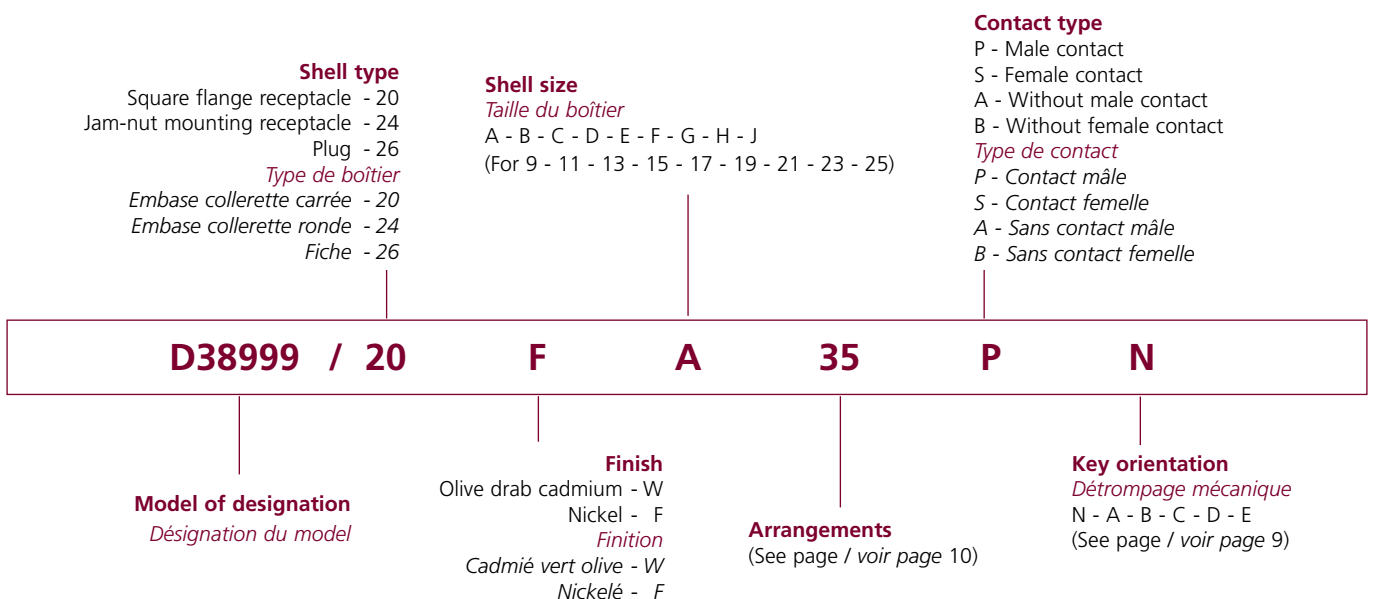 Shell type
Square flange receptacle - 20
Jam-nut mounting receptacle - 24
Plug - 26
Type de boîtier
Embase collerette carrée - 20
Embase collerette ronde - 24
Fiche - 26
Shell size
Taille du boîtier
A - B - C - D - E - F - G - H - J
(For 9 - 11 - 13 - 15 - 17 - 19 - 21 - 23 - 25)
Contact type
P - Male contact
S - Female contact
A - Without male contact
B - Without female contact
Type de contact
P - Contact mâle
S - Contact femelle
A - Sans contact mâle
B - Sans contact femelle
D38999 / 20 F A 35 P N
Model of designation
Désignation du model
Finish
Olive drab cadmium - W
Nickel - F
Finition
Cadmié vert olive - W
Nickelé - F
Arrangements
(See page / voir page 10)
Key orientation
Détrompage mécanique
N - A - B - C - D - E
(See page / voir page 9)